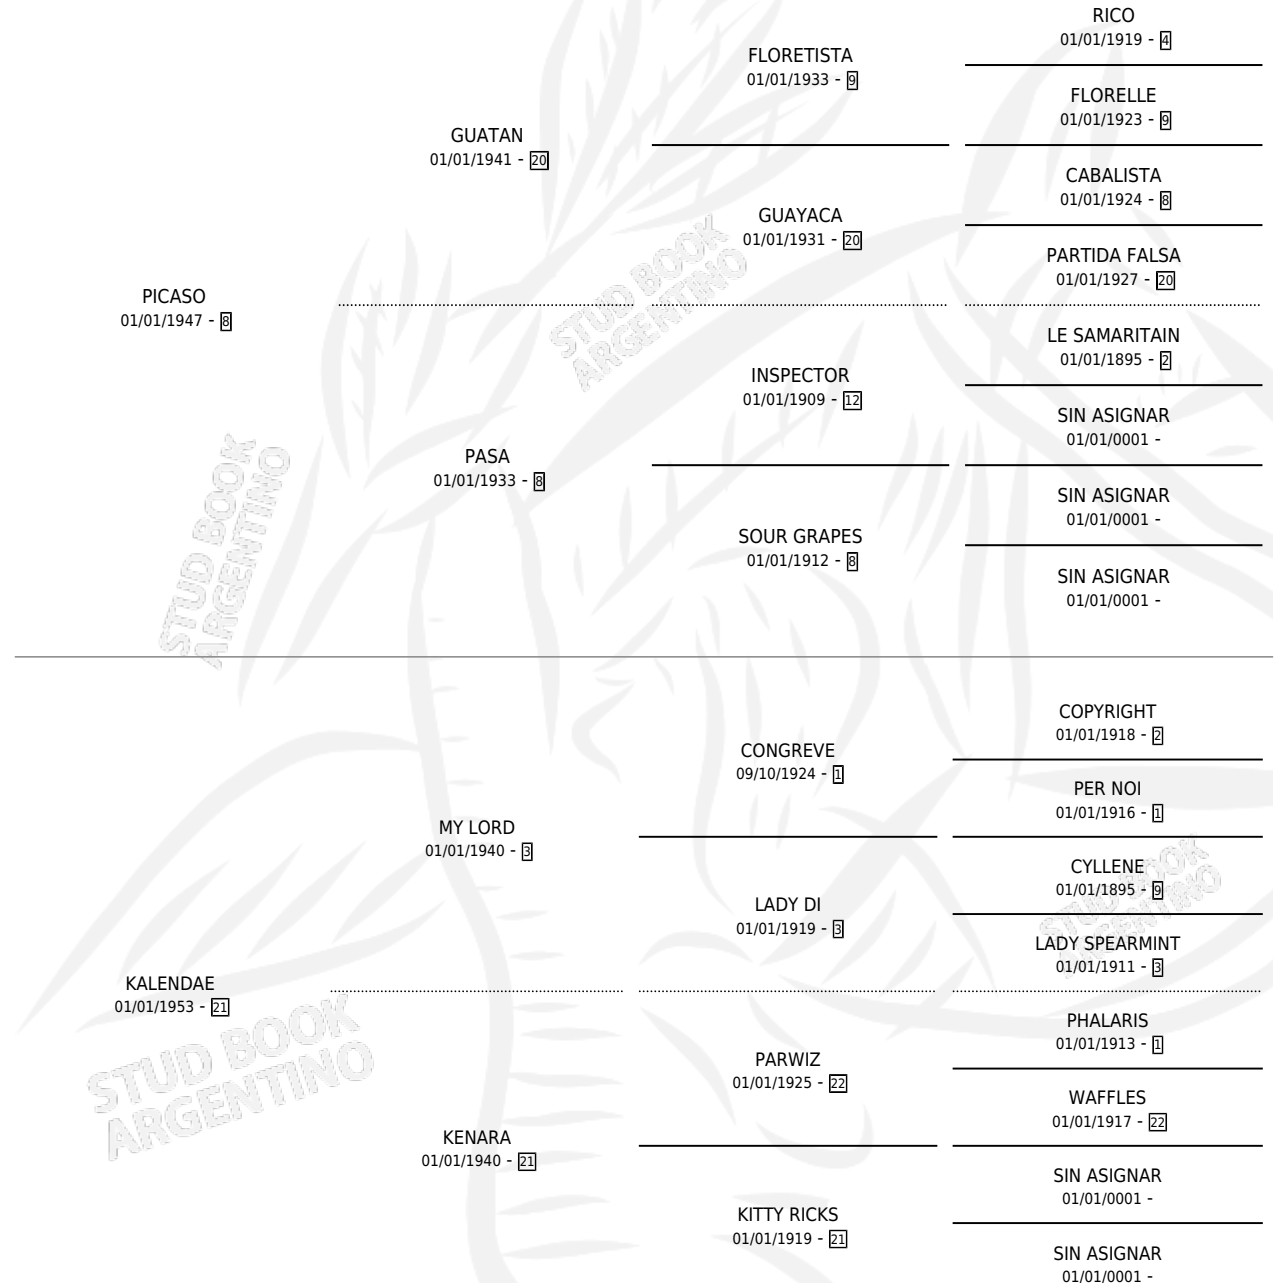 RICO
01/01/1919 - 4
FLORETISTA
01/01/1933 - 9
FLORELLE
01/01/1923 - 9
GUATAN
01/01/1941 - 20
CABALISTA
01/01/1924 - 8
GUAYACA
01/01/1931 - 20
PARTIDA FALSA
01/01/1927 - 20
PICASO
01/01/1947 - 8
STUD BOOK
ARGENTINO
LE SAMARITAIN
01/01/1895 - 2
INSPECTOR
01/01/1909 - 12
SIN ASIGNAR
01/01/0001 -
PASA
01/01/1933 - 8
SIN ASIGNAR
01/01/0001 -
SOUR GRAPES
01/01/1912 - 8
SIN ASIGNAR
01/01/0001 -
STUD BOOK
ARGENTINO
COPYRIGHT
01/01/1918 - 2
CONGREVE
09/10/1924 - 1
PER NOI
01/01/1916 - 1
MY LORD
01/01/1940 - 3
CYLLENE
01/01/1895 - 9
LADY DI
01/01/1919 - 3
STUD BOOK
ARGENTINO
LADY SPEARMINT
01/01/1911 - 3
KALENDAE
01/01/1953 - 21
PHALARIS
01/01/1913 - 1
PARWIZ
01/01/1925 - 22
STUD BOOK
ARGENTINO
WAFFLES
01/01/1917 - 22
KENARA
01/01/1940 - 21
SIN ASIGNAR
01/01/0001 -
KITTY RICKS
01/01/1919 - 21
SIN ASIGNAR
01/01/0001 -